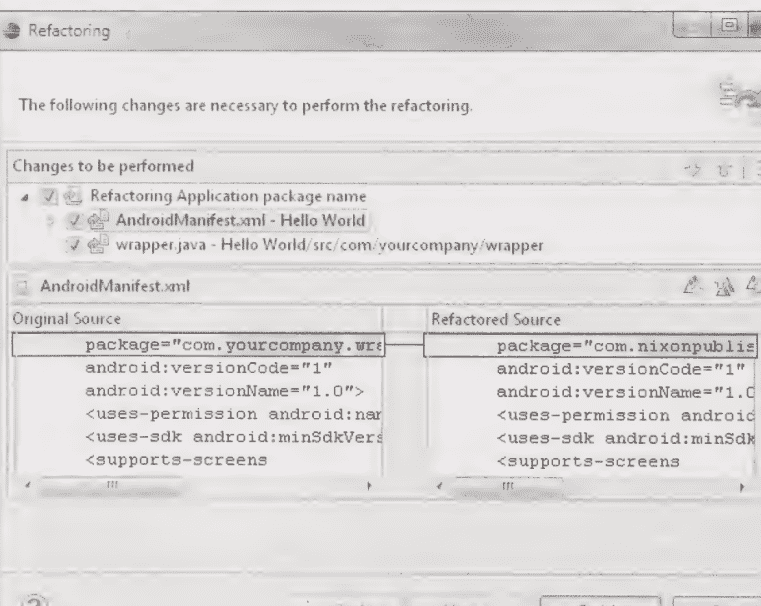 Refactoring
The following changes are necessary to perform the refactoring.
Changes to be performed
Refactoring Application package name
AndroidManifest.xml - Hello World
wrapper.java - Hello World/src/com/yourcompany/wrapper
AndroidManifest.xml
Original Source
Refactored Source
package="com.yourcompany.wra
package="com.nixonpublis
android:versionCode="1"
android:versionCode="1"
android:versionName="1.0">
android:versionName="1.0
<uses-permission android:nam
<uses-permission android
<uses-sdk android:minSdkVers
<uses-sdk android:minSdk
<supports-screens
<supports-screens